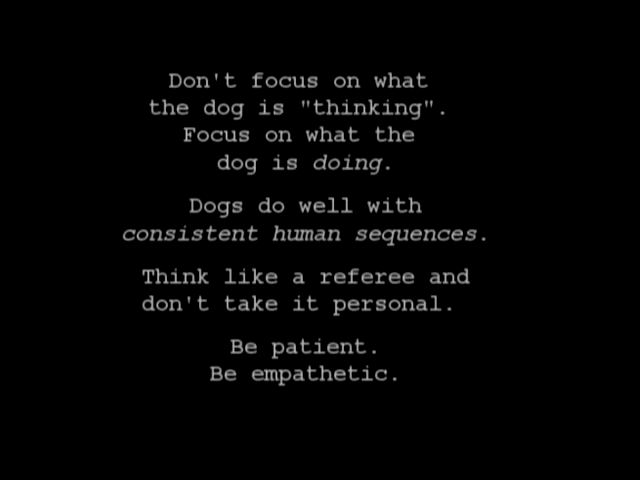 Don't focus on what
the dog is "thinking".
Focus on what the
dog is doing.
Dogs do well with
consistent human sequences.
Think like a referee and
don't take it personal.
Be patient.
Be empathetic.